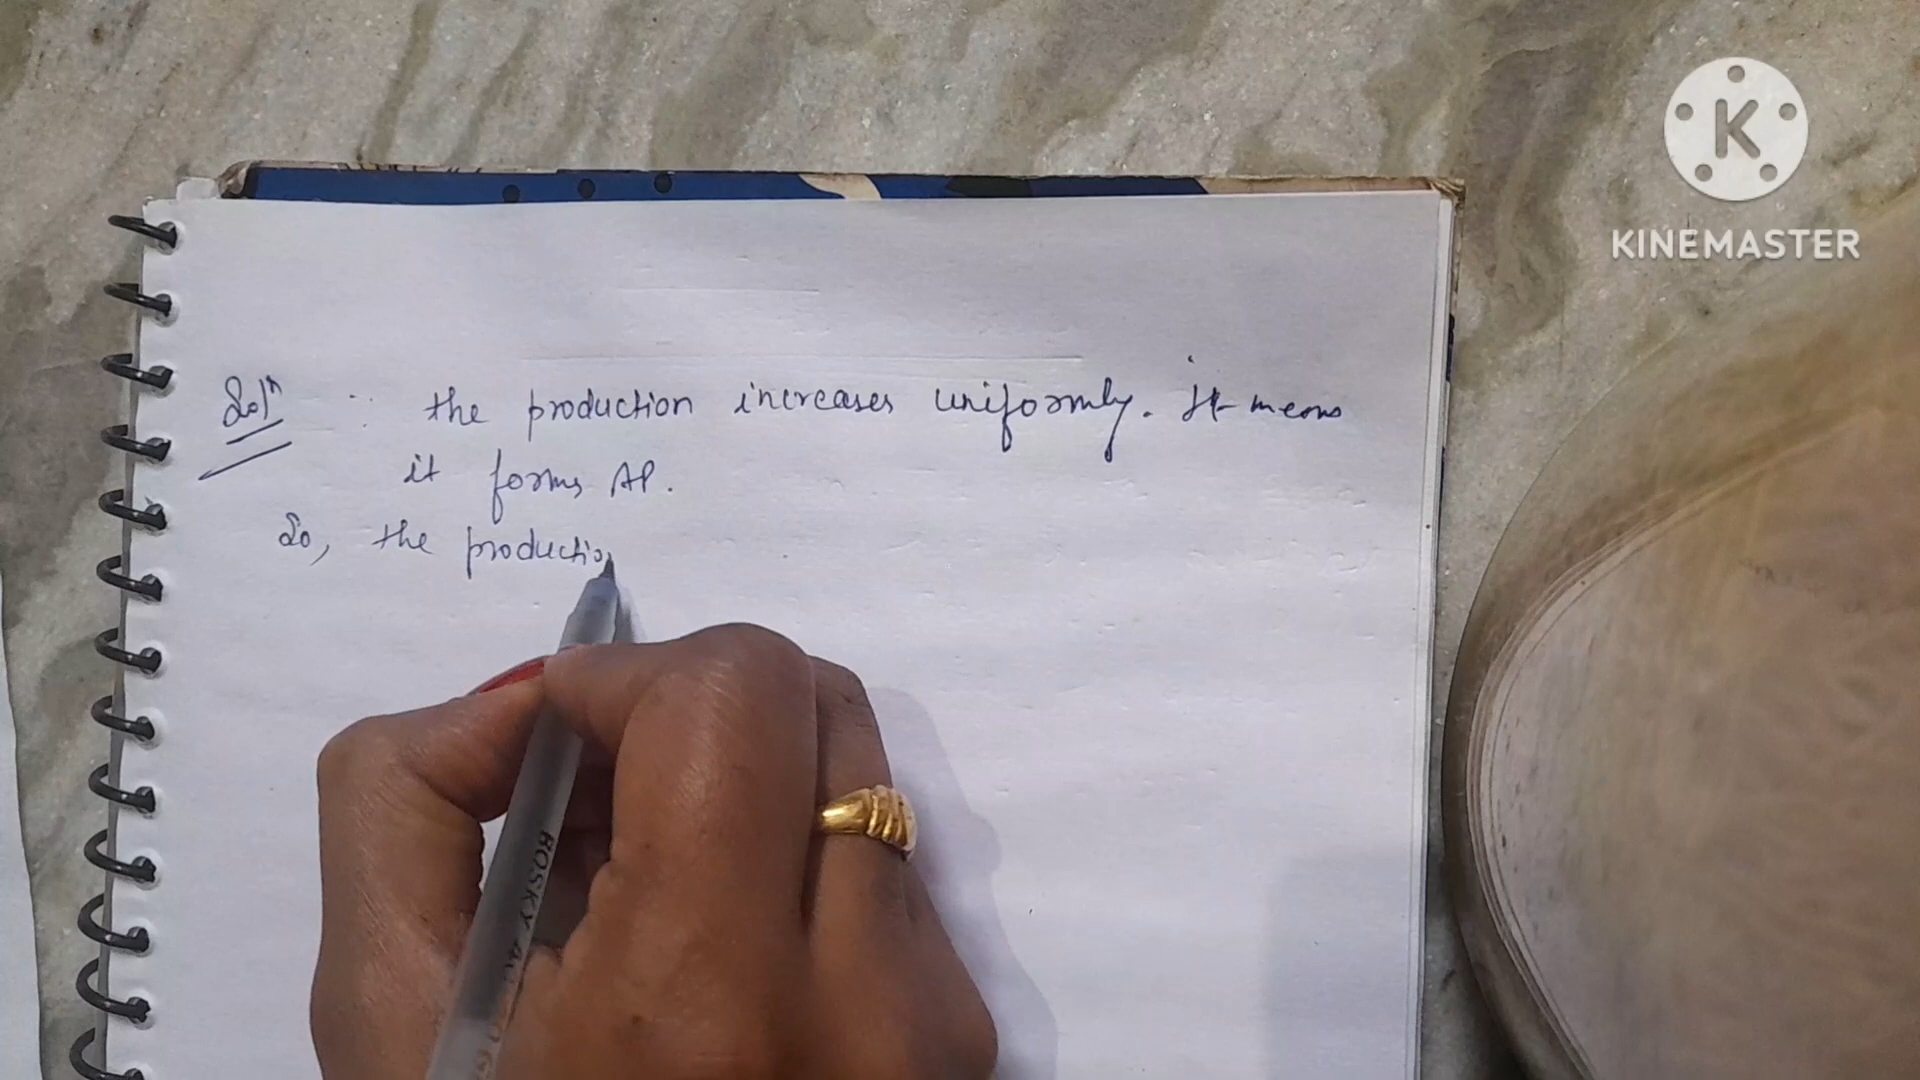 Solⁿ ∵ the production increases uniformly. It means
it forms AP.
So, the productio
K
KINEMASTER
BOSKY